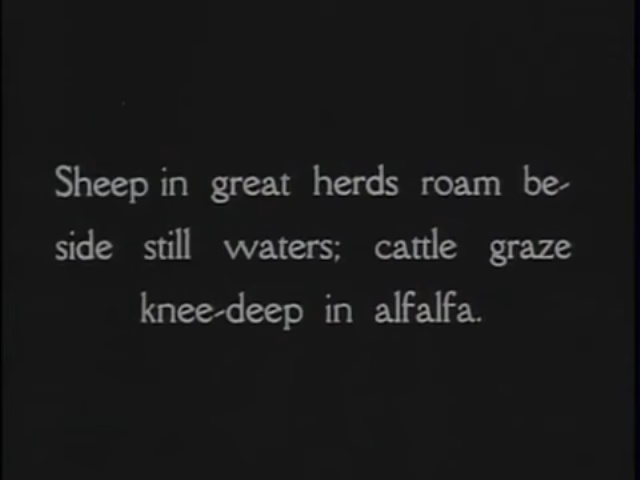 Sheep in great herds roam be-
side still waters; cattle graze
knee-deep in alfalfa.